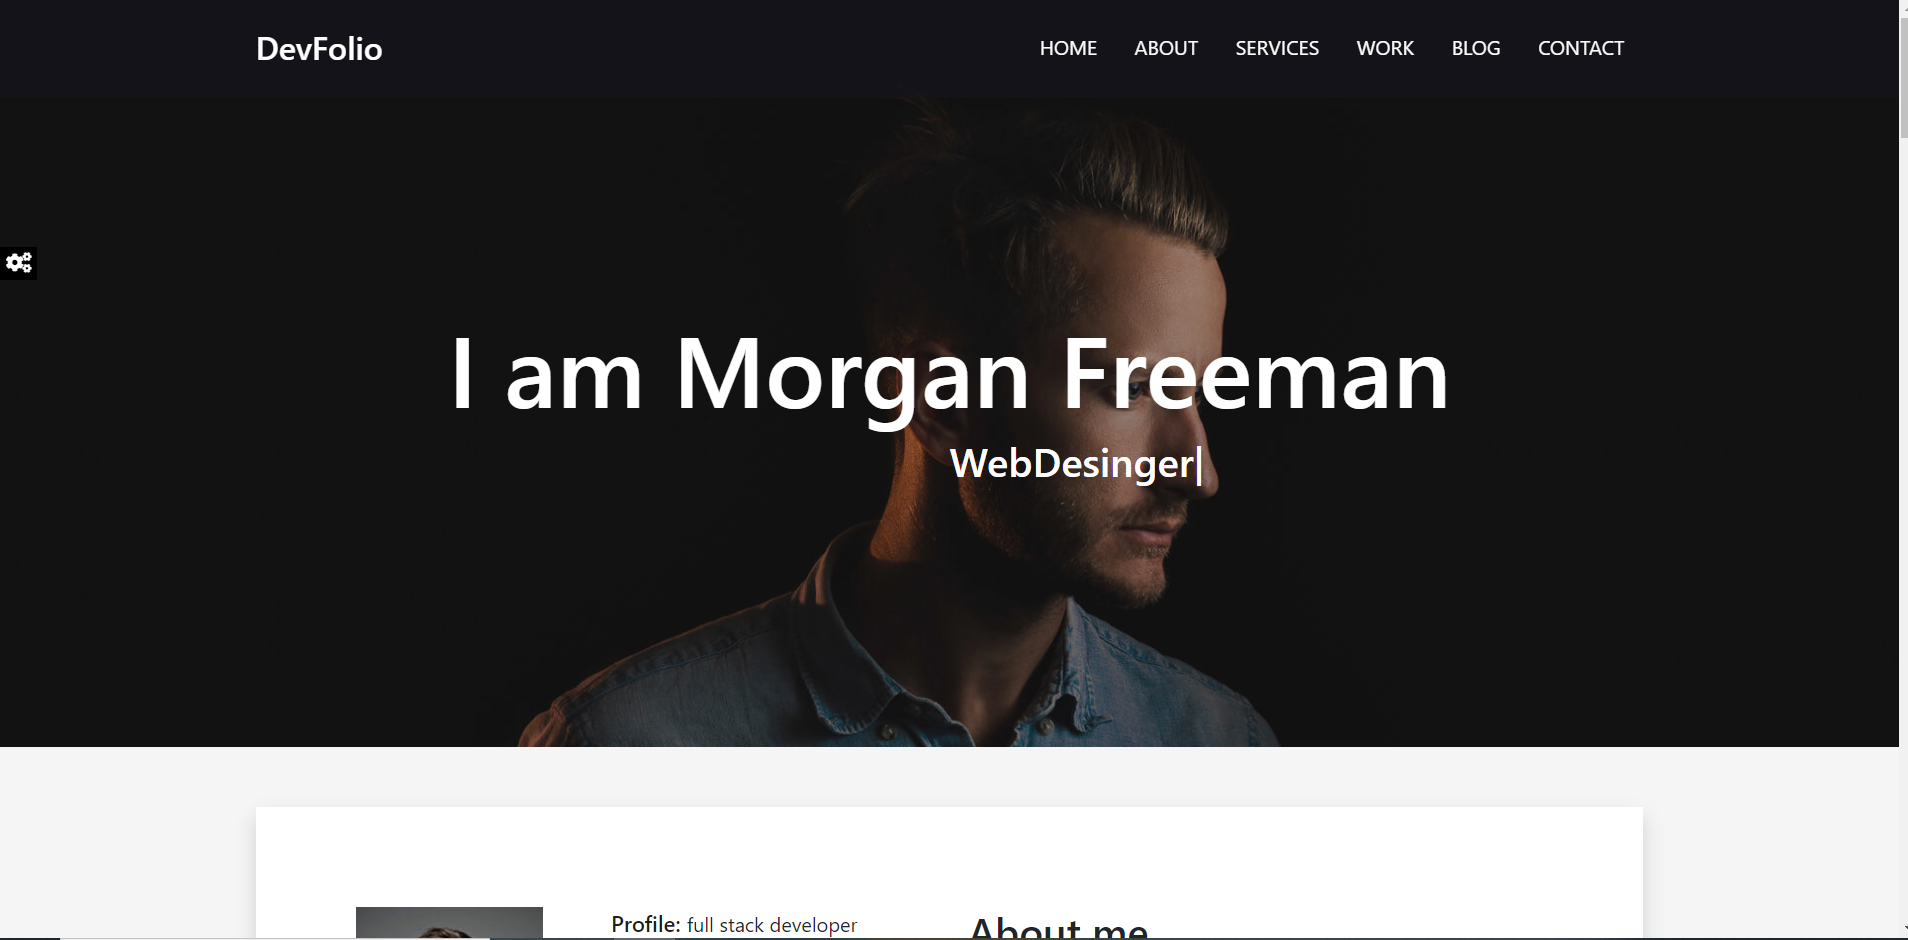 DevFolio
HOME ABOUT SERVICES WORK BLOG CONTACT
I am Morgan Freeman
WebDesinger|
Profile: full stack developer
About me